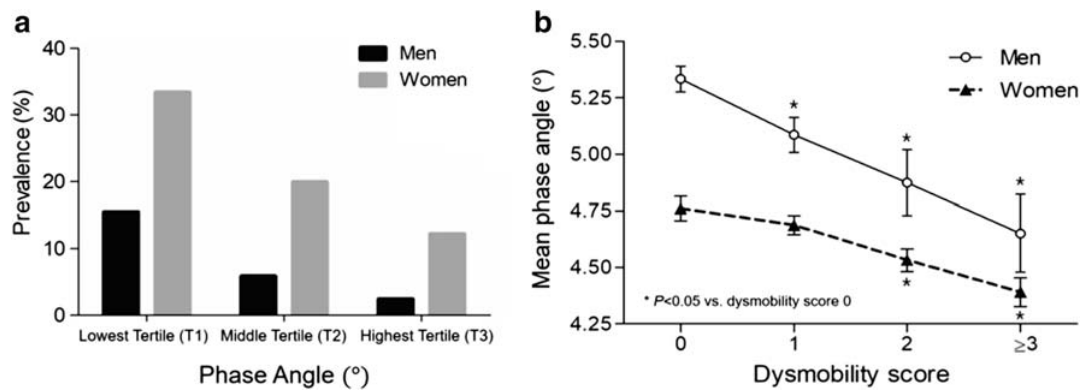 a
40
30
20
10
0
Prevalence (%)
Men
Women
Lowest Tertile (T1) Middle Tertile (T2) Highest Tertile (T3)
Phase Angle (°)
b
5.50
5.25
5.00
4.75
4.50
4.25
Mean phase angle (°)
Men
Women
*
*
*
*
*
* P<0.05 vs. dysmobility score 0
0 1 2 ≥3
Dysmobility score